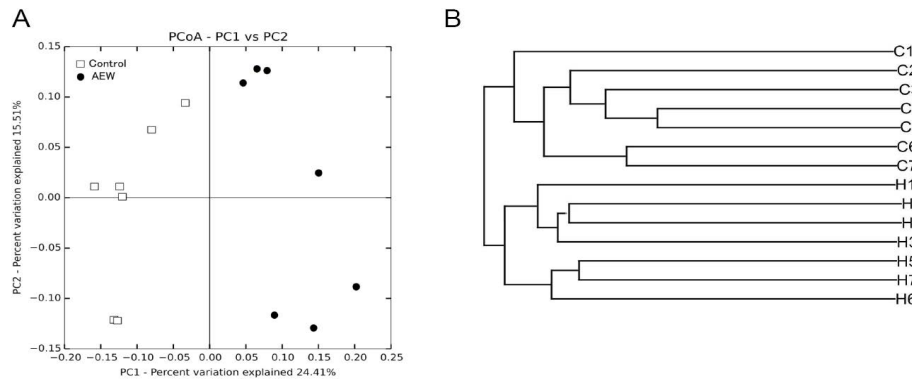 A
PCoA - PC1 vs PC2
Control
AEW
0.15
0.10
0.05
0.00
−0.05
−0.10
−0.15
PC2 - Percent variation explained 15.51%
−0.20 −0.15 −0.10 −0.05 0.00 0.05 0.10 0.15 0.20 0.25
PC1 - Percent variation explained 24.41%
B
C1
C2
C
C
C6
C7
H1
H
H
H3
H5
H7
H6